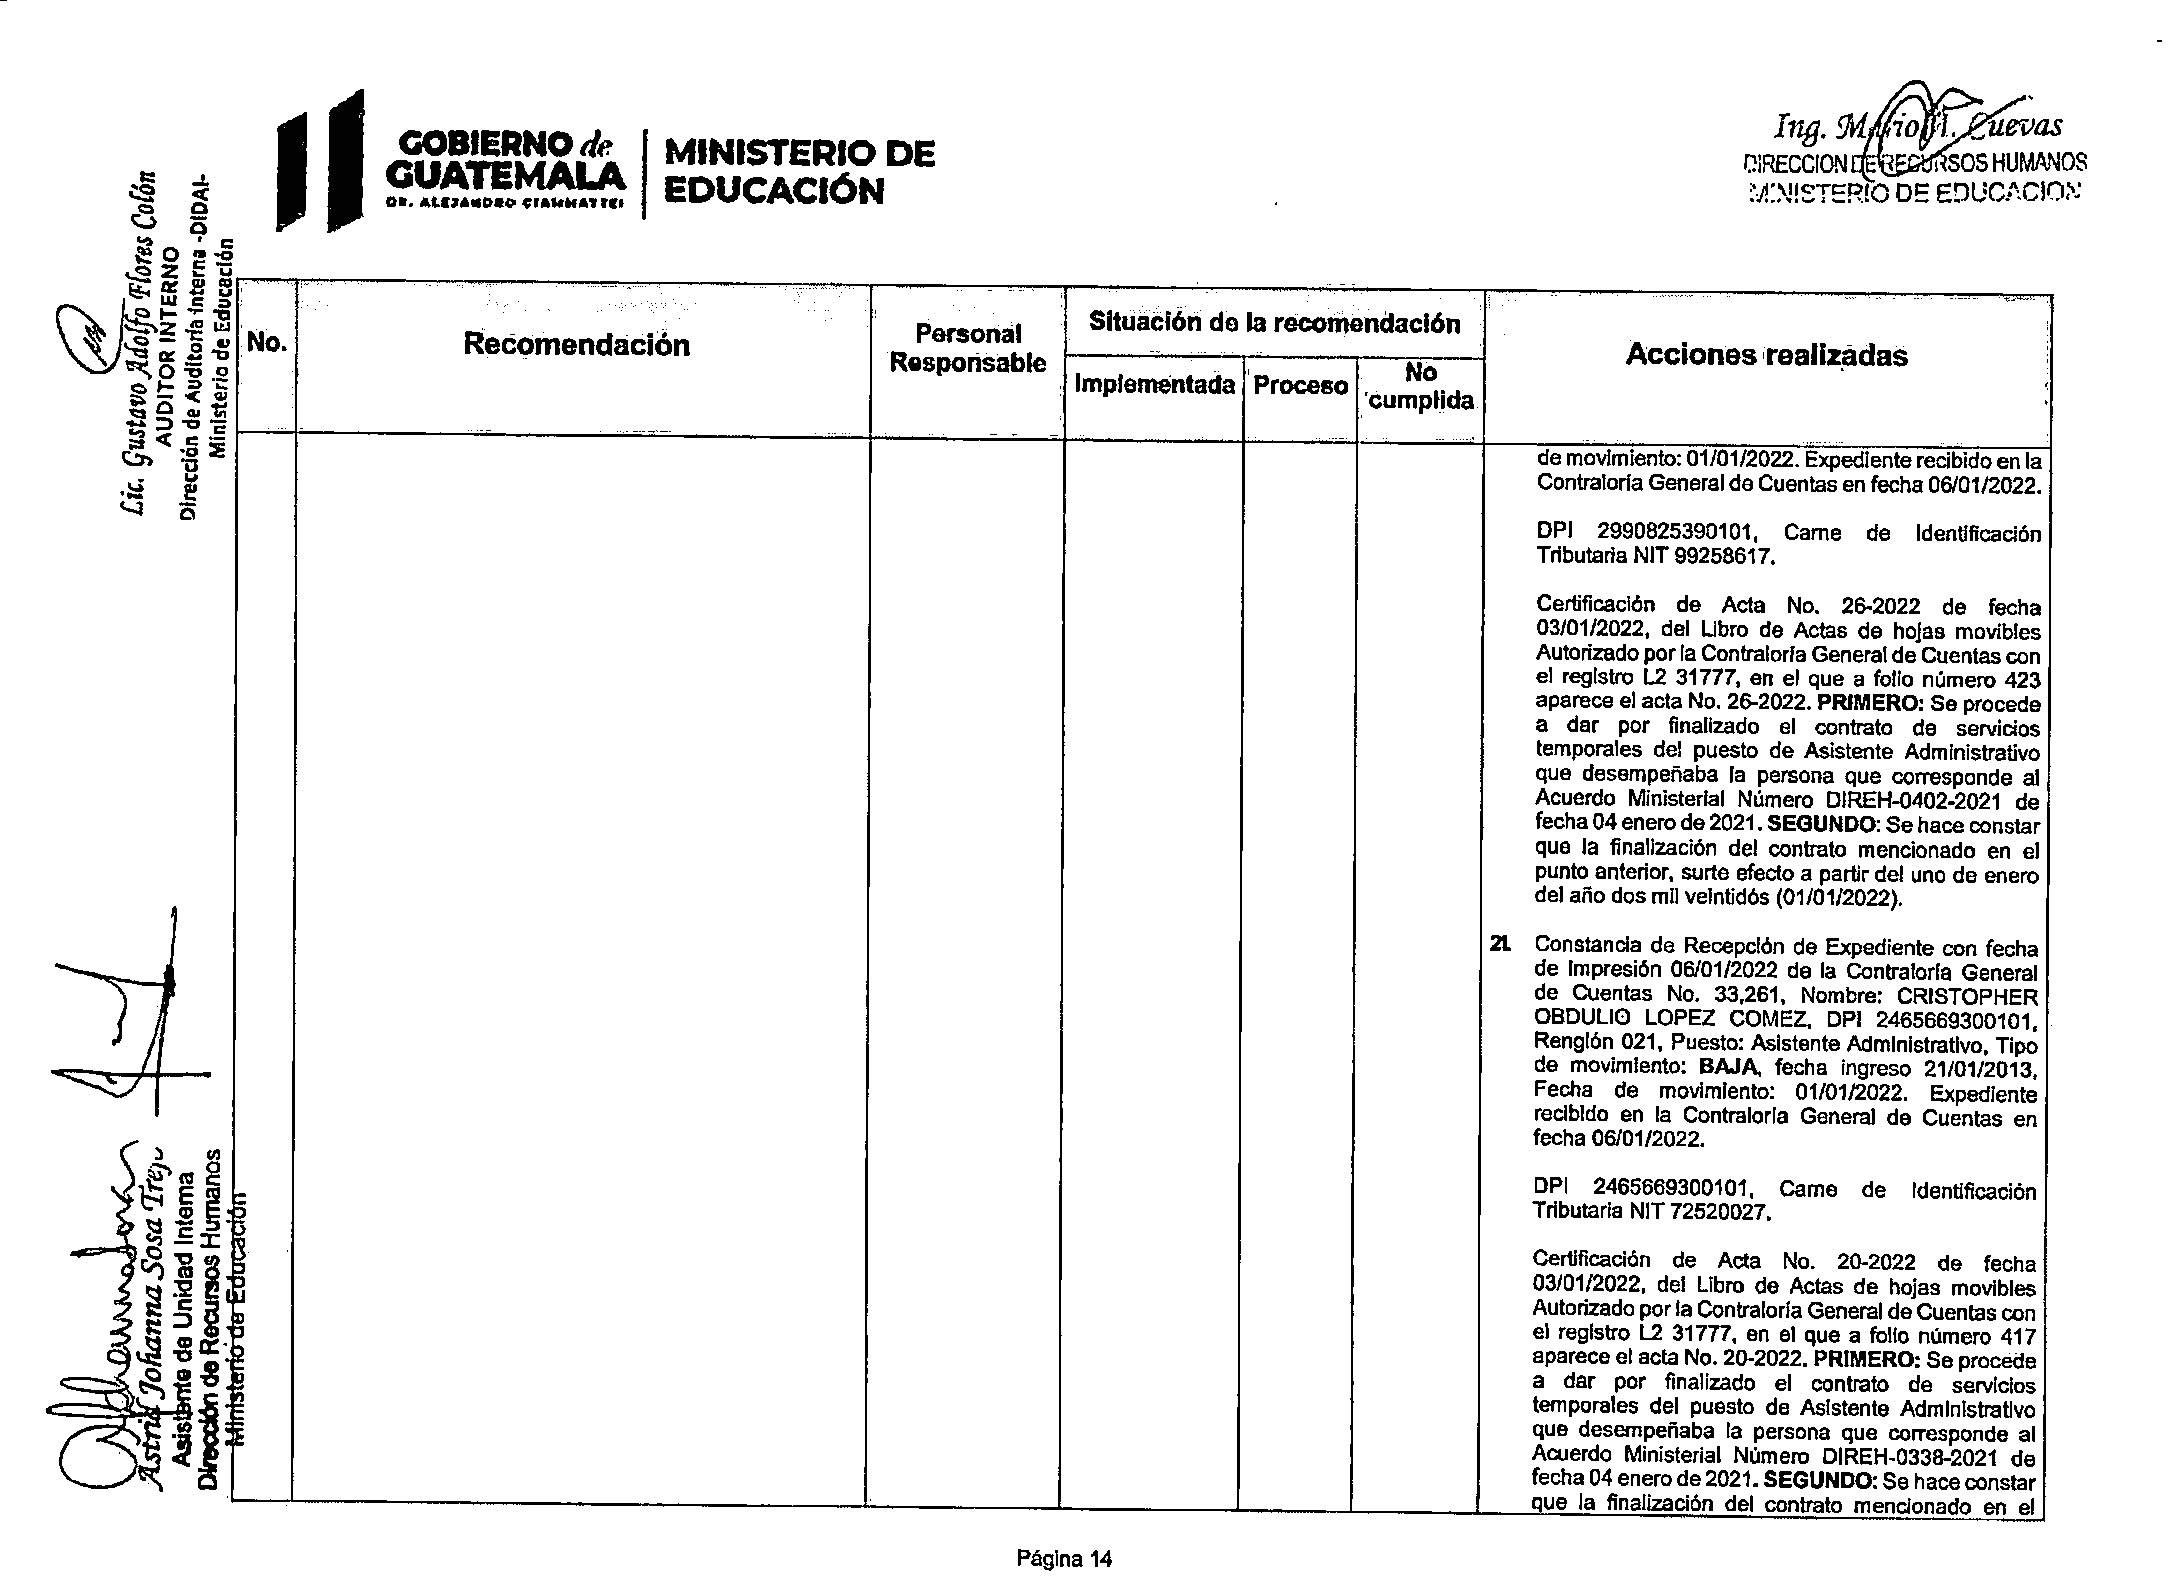 GOBIERNO de
GUATEMALA
DR. ALEJANDRO GIAMMATTEI
MINISTERIO DE
EDUCACIÓN
Ing. Mario A. Cuevas
DIRECCION DE RECURSOS HUMANOS
MINISTERIO DE EDUCACION
Lic. Gustavo Adolfo Flores Colón
AUDITOR INTERNO
Dirección de Auditoría Interna -DIDAI-
Ministerio de Educación
No.
Recomendación
Personal
Responsable
Situación de la recomendación
Implementada
Proceso
No
cumplida
Acciones realizadas
de movimiento: 01/01/2022. Expediente recibido en la
Contraloría General de Cuentas en fecha 06/01/2022.
DPI 2990825390101, Carne de Identificación
Tributaria NIT 99258617.
Certificación de Acta No. 26-2022 de fecha
03/01/2022, del Libro de Actas de hojas movibles
Autorizado por la Contraloría General de Cuentas con
el registro L2 31777, en el que a folio número 423
aparece el acta No. 26-2022. PRIMERO: Se procede
a dar por finalizado el contrato de servicios
temporales del puesto de Asistente Administrativo
que desempeñaba la persona que corresponde al
Acuerdo Ministerial Número DIREH-0402-2021 de
fecha 04 enero de 2021. SEGUNDO: Se hace constar
que la finalización del contrato mencionado en el
punto anterior, surte efecto a partir del uno de enero
del año dos mil veintidós (01/01/2022).
21. Constancia de Recepción de Expediente con fecha
de Impresión 06/01/2022 de la Contraloría General
de Cuentas No. 33,261, Nombre: CRISTOPHER
OBDULIO LOPEZ COMEZ, DPI 2465669300101,
Renglón 021, Puesto: Asistente Administrativo, Tipo
de movimiento: BAJA, fecha ingreso 21/01/2013,
Fecha de movimiento: 01/01/2022. Expediente
recibido en la Contraloría General de Cuentas en
fecha 06/01/2022.
DPI 2465669300101, Carne de Identificación
Tributaria NIT 72520027.
Certificación de Acta No. 20-2022 de fecha
03/01/2022, del Libro de Actas de hojas movibles
Autorizado por la Contraloría General de Cuentas con
el registro L2 31777, en el que a folio número 417
aparece el acta No. 20-2022. PRIMERO: Se procede
a dar por finalizado el contrato de servicios
temporales del puesto de Asistente Administrativo
que desempeñaba la persona que corresponde al
Acuerdo Ministerial Número DIREH-0338-2021 de
fecha 04 enero de 2021. SEGUNDO: Se hace constar
que la finalización del contrato mencionado en el
Astrid Johanna Sosa Trejo
Asistente de Unidad Interna
Dirección de Recursos Humanos
Ministerio de Educación
Página 14